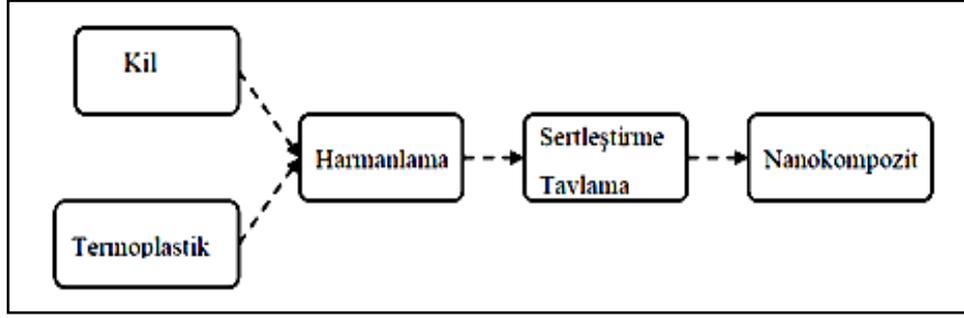 Kil
Termoplastik
Harmanlama
Sertleştirme
Tavlama
Nanokompozit